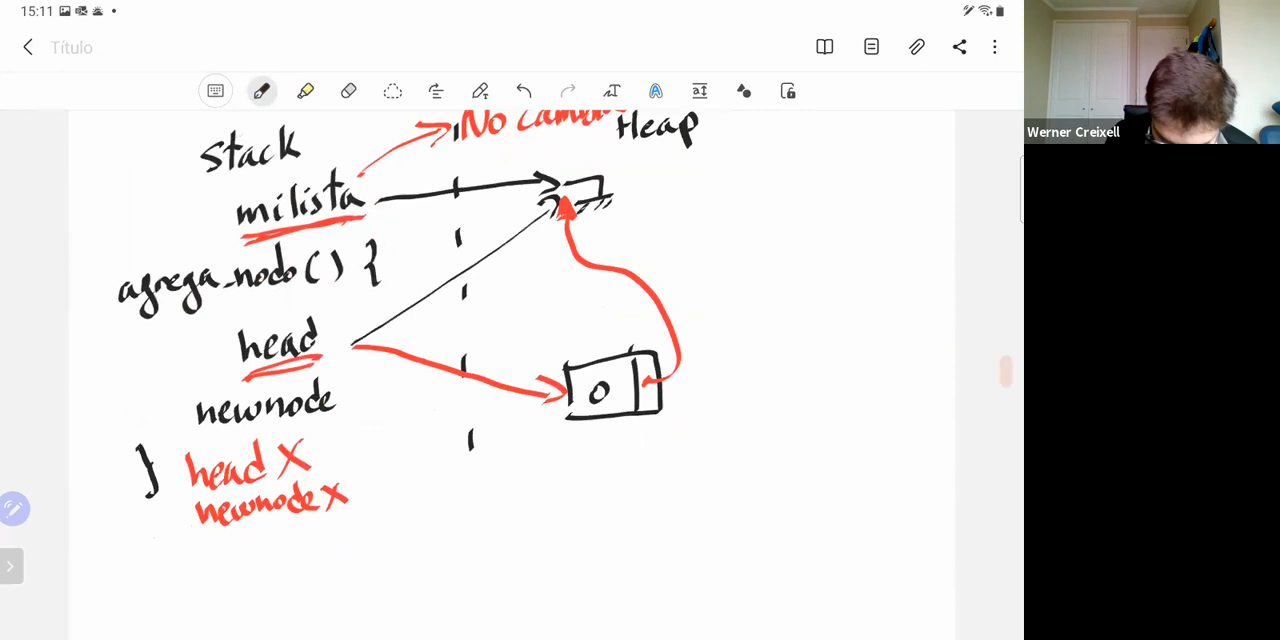 15:11
Título
No cambia
Stack
Heap
milista
agrega_nodo() {
head
0
newnode
} head X
newnode X
Werner Creixell